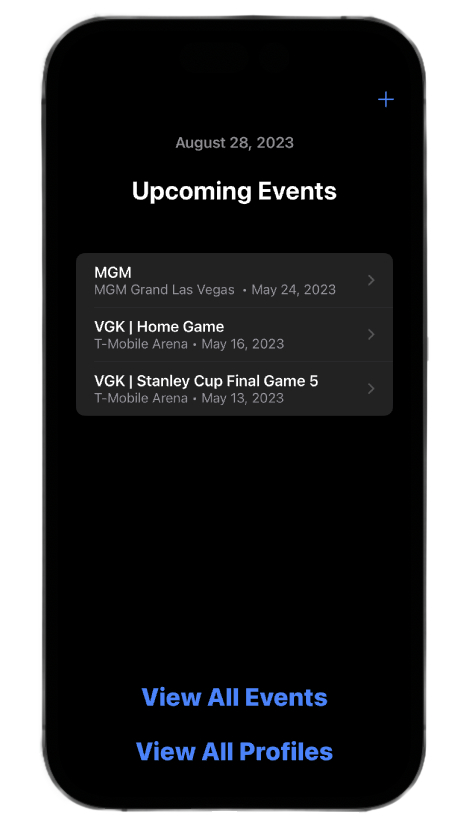 +
August 28, 2023
Upcoming Events
MGM
MGM Grand Las Vegas • May 24, 2023
VGK | Home Game
T-Mobile Arena • May 16, 2023
VGK | Stanley Cup Final Game 5
T-Mobile Arena • May 13, 2023
View All Events
View All Profiles